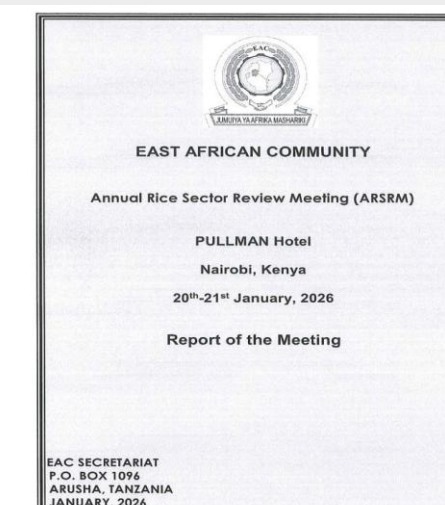 EAC
JUMUIYA YA AFRIKA MASHARIKI
EAST AFRICAN COMMUNITY
Annual Rice Sector Review Meeting (ARSRM)
PULLMAN Hotel
Nairobi, Kenya
20th-21st January, 2026
Report of the Meeting
EAC SECRETARIAT
P.O. BOX 1096
ARUSHA, TANZANIA
JANUARY, 2026